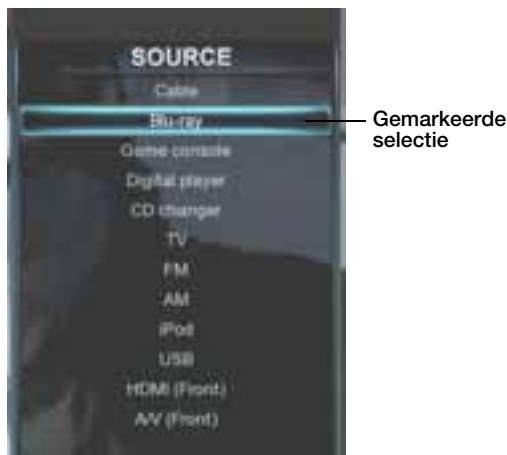 SOURCE
Cable
Blu-ray
Game console
Digital player
CD changer
TV
FM
AM
iPod
USB
HDMI (Front)
A/V (Front)
Gemarkeerde
selectie